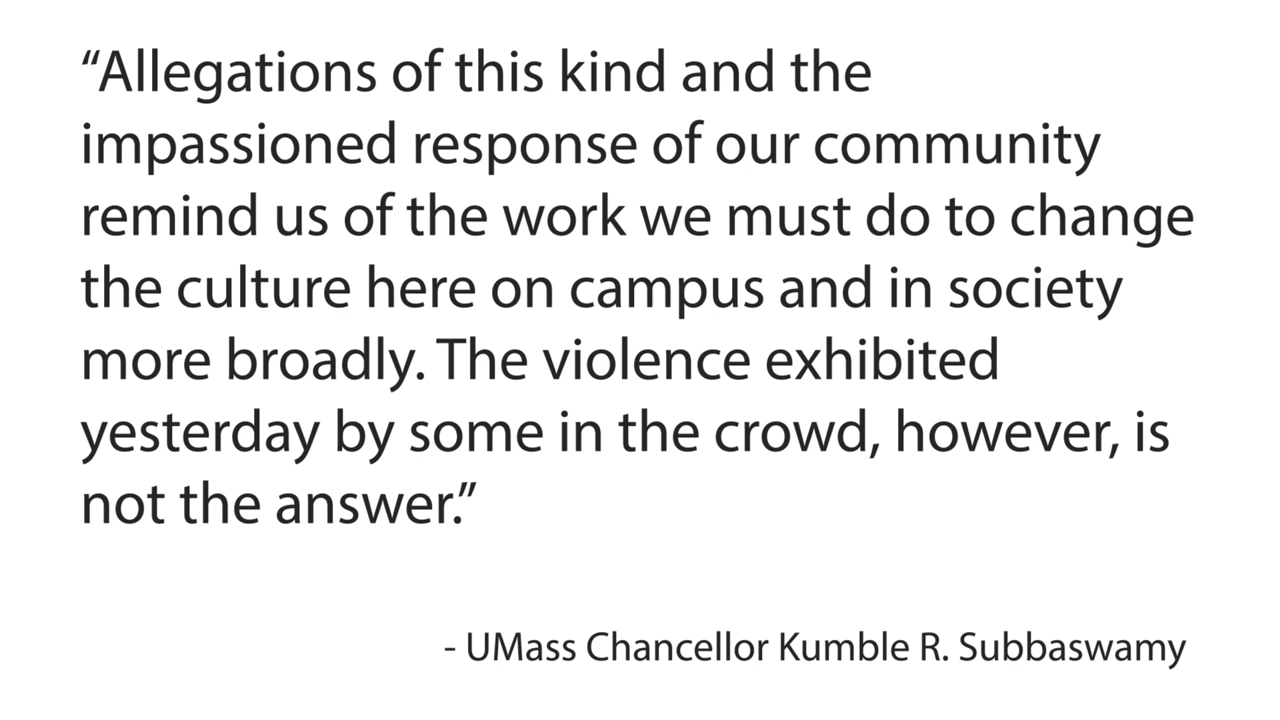 “Allegations of this kind and the
impassioned response of our community
remind us of the work we must do to change
the culture here on campus and in society
more broadly. The violence exhibited
yesterday by some in the crowd, however, is
not the answer.”
- UMass Chancellor Kumble R. Subbaswamy